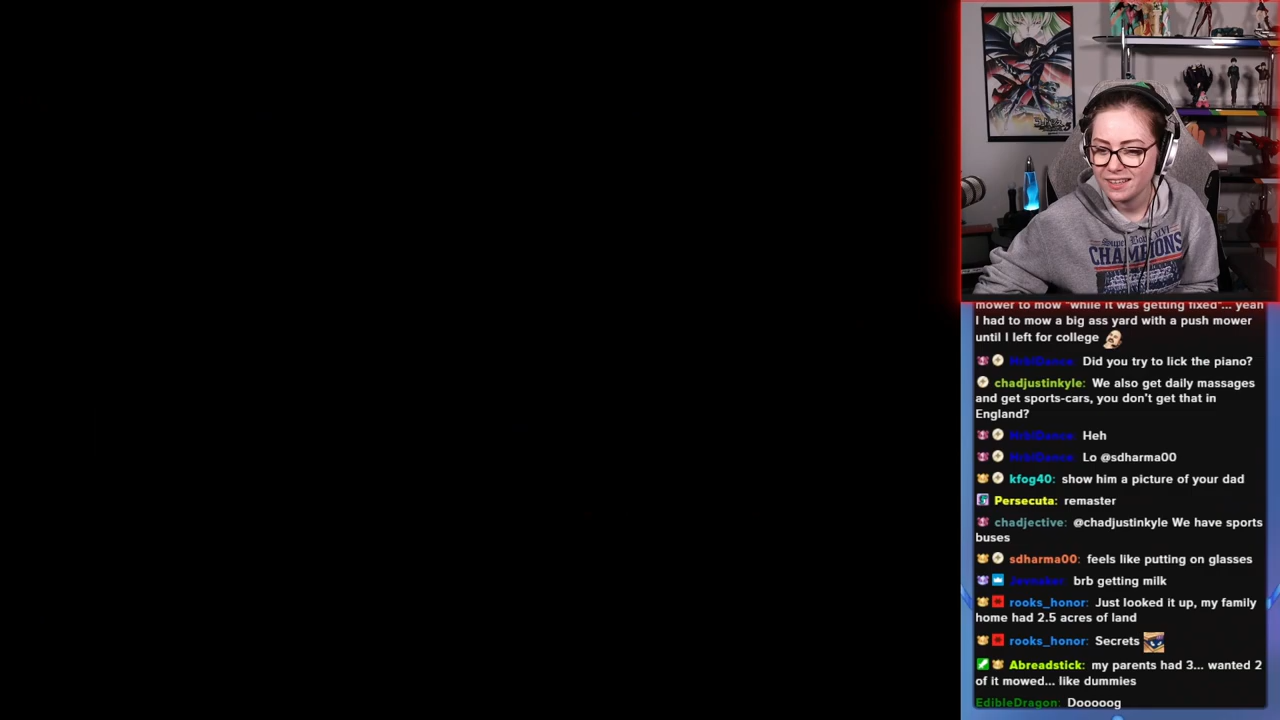 Super Bowl XVI
CHAMPIONS
mower to mow "while it was getting fixed"... yeah
I had to mow a big ass yard with a push mower
until I left for college
Did you try to lick the piano?
chadjustinkyle: We also get daily massages
and get sports-cars, you don't get that in
England?
Heh
Lo @sdharma00
kfog40: show him a picture of your dad
Persecuta: remaster
chadjective: @chadjustinkyle We have sports
buses
sdharma00: feels like putting on glasses
brb getting milk
rooks_honor: Just looked it up, my family
home had 2.5 acres of land
rooks_honor: Secrets
Abreadstick: my parents had 3... wanted 2
of it mowed... like dummies
EdibleDragon: Dooooog